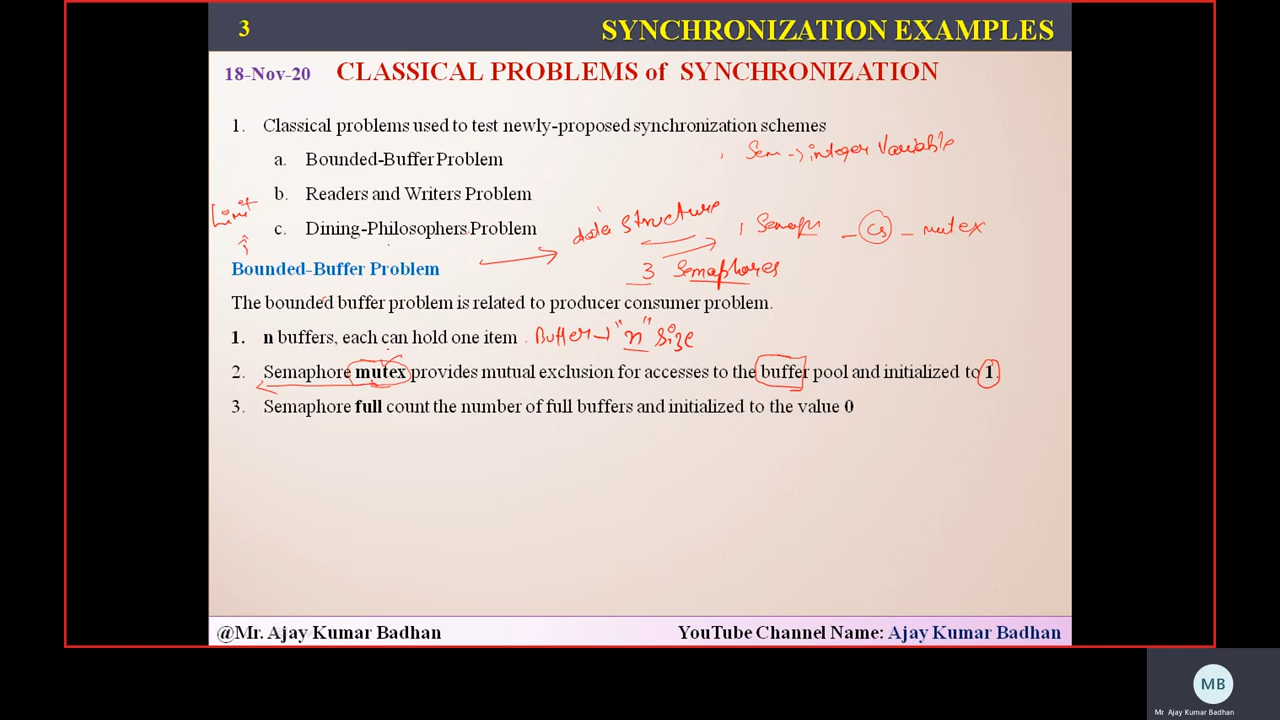 3 SYNCHRONIZATION EXAMPLES
18-Nov-20 CLASSICAL PROBLEMS of SYNCHRONIZATION
1. Classical problems used to test newly-proposed synchronization schemes
Sem -> integer Variable
a. Bounded-Buffer Problem
b. Readers and Writers Problem
Limit
c. Dining-Philosophers Problem
data structure
1 Semaph - CS - mutex
3 Semaphores
Bounded-Buffer Problem
The bounded buffer problem is related to producer consumer problem.
1. n buffers, each can hold one item . Buffer → "n" Size
2. Semaphore mutex provides mutual exclusion for accesses to the buffer pool and initialized to 1.
3. Semaphore full count the number of full buffers and initialized to the value 0
@Mr. Ajay Kumar Badhan YouTube Channel Name: Ajay Kumar Badhan
MB
Mr Ajay Kumar Badhan